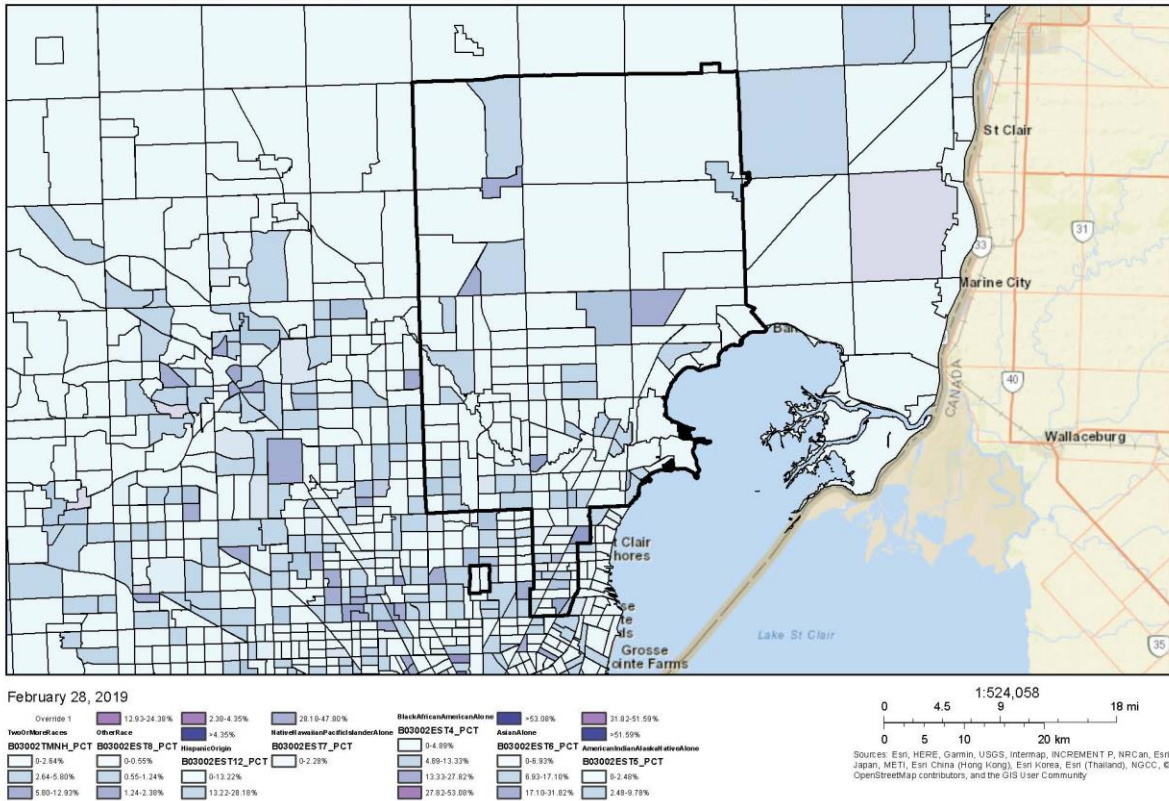 St Clair
31
33
Marine City
40
CANADA
Wallaceburg
t Clair
hores
se
te
ds
Grosse
ointe Farms
Lake St Clair
35
February 28, 2019
1:524,058
0 4.5 9 18 mi
0 5 10 20 km
Sources: Esri, HERE, Garmin, USGS, Intermap, INCREMENT P, NRCan, Esri
Japan, METI, Esri China (Hong Kong), Esri Korea, Esri (Thailand), NGCC, ©
OpenStreetMap contributors, and the GIS User Community
Override 1
TwoOrMoreRaces
B03002TMNH_PCT
0-2.64%
2.64-5.80%
5.80-12.93%
12.93-24.38%
OtherRace
B03002EST8_PCT
0-0.55%
0.55-1.24%
1.24-2.38%
2.38-4.35%
>4.35%
HispanicOrigin
B03002EST12_PCT
0-13.22%
13.22-28.18%
28.18-47.80%
NativeHawaiianPacificIslanderAlone
B03002EST7_PCT
0-2.28%
BlackAfricanAmericanAlone
B03002EST4_PCT
0-4.89%
4.89-13.33%
13.33-27.82%
27.82-53.08%
>53.08%
AsianAlone
B03002EST6_PCT
0-6.93%
6.93-17.10%
17.10-31.82%
31.82-51.59%
>51.59%
AmericanIndianAlaskaNativeAlone
B03002EST5_PCT
0-2.48%
2.48-9.78%